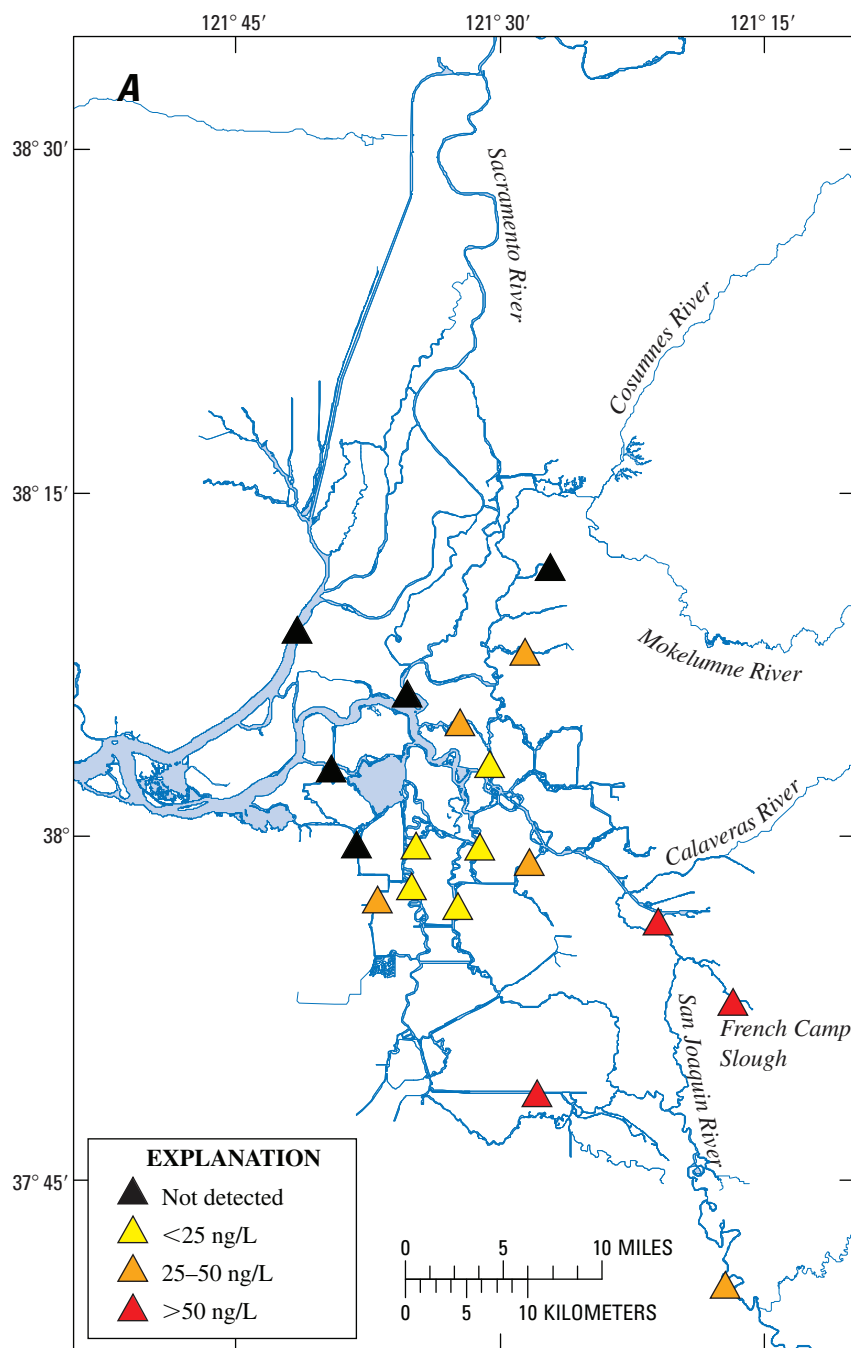 121° 45′
121° 30′
121° 15′
A
38° 30′
Sacramento River
Cosumnes River
38° 15′
Mokelumne River
38°
Calaveras River
San Joaquin River
French Camp
Slough
37° 45′
EXPLANATION
Not detected
<25 ng/L
25–50 ng/L
>50 ng/L
0 5 10 MILES
0 5 10 KILOMETERS